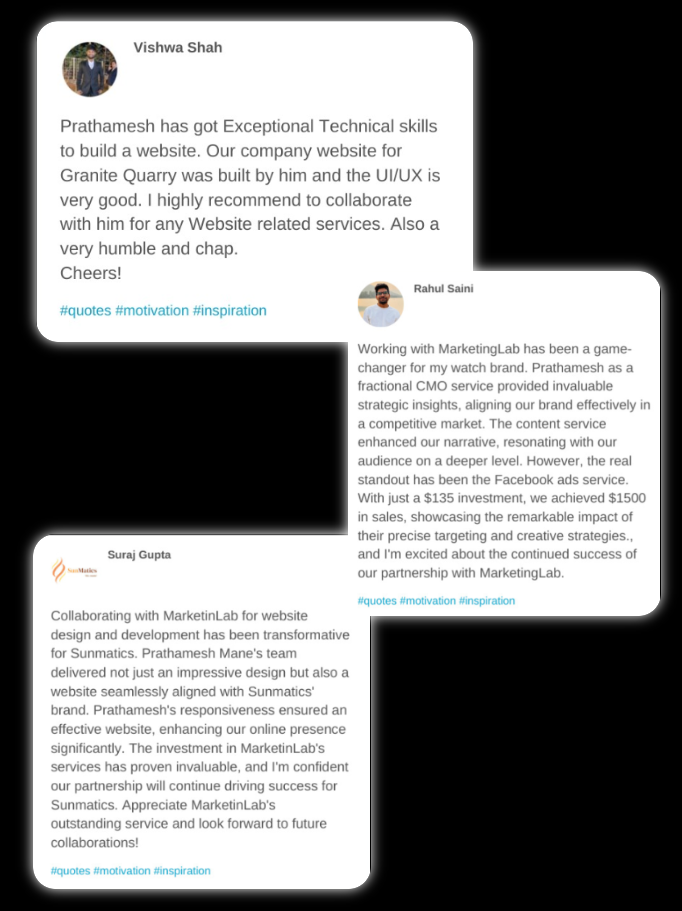 Vishwa Shah
Prathamesh has got Exceptional Technical skills
to build a website. Our company website for
Granite Quarry was built by him and the UI/UX is
very good. I highly recommend to collaborate
with him for any Website related services. Also a
very humble and chap.
Cheers!
#quotes #motivation #inspiration
Rahul Saini
Working with MarketingLab has been a game-
changer for my watch brand. Prathamesh as a
fractional CMO service provided invaluable
strategic insights, aligning our brand effectively in
a competitive market. The content service
enhanced our narrative, resonating with our
audience on a deeper level. However, the real
standout has been the Facebook ads service.
With just a $135 investment, we achieved $1500
in sales, showcasing the remarkable impact of
their precise targeting and creative strategies.,
and I'm excited about the continued success of
our partnership with MarketingLab.
#quotes #motivation #inspiration
Suraj Gupta
SunMatics
Collaborating with MarketinLab for website
design and development has been transformative
for Sunmatics. Prathamesh Mane's team
delivered not just an impressive design but also a
website seamlessly aligned with Sunmatics'
brand. Prathamesh's responsiveness ensured an
effective website, enhancing our online presence
significantly. The investment in MarketinLab's
services has proven invaluable, and I'm confident
our partnership will continue driving success for
Sunmatics. Appreciate MarketinLab's
outstanding service and look forward to future
collaborations!
#quotes #motivation #inspiration